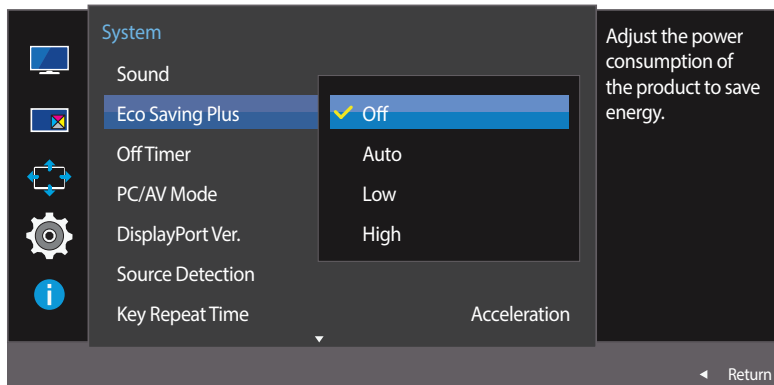 System
Sound
Eco Saving Plus
Off Timer
PC/AV Mode
DisplayPort Ver.
Source Detection
Key Repeat Time
Acceleration
Off
Auto
Low
High
Adjust the power
consumption of
the product to save
energy.
Return